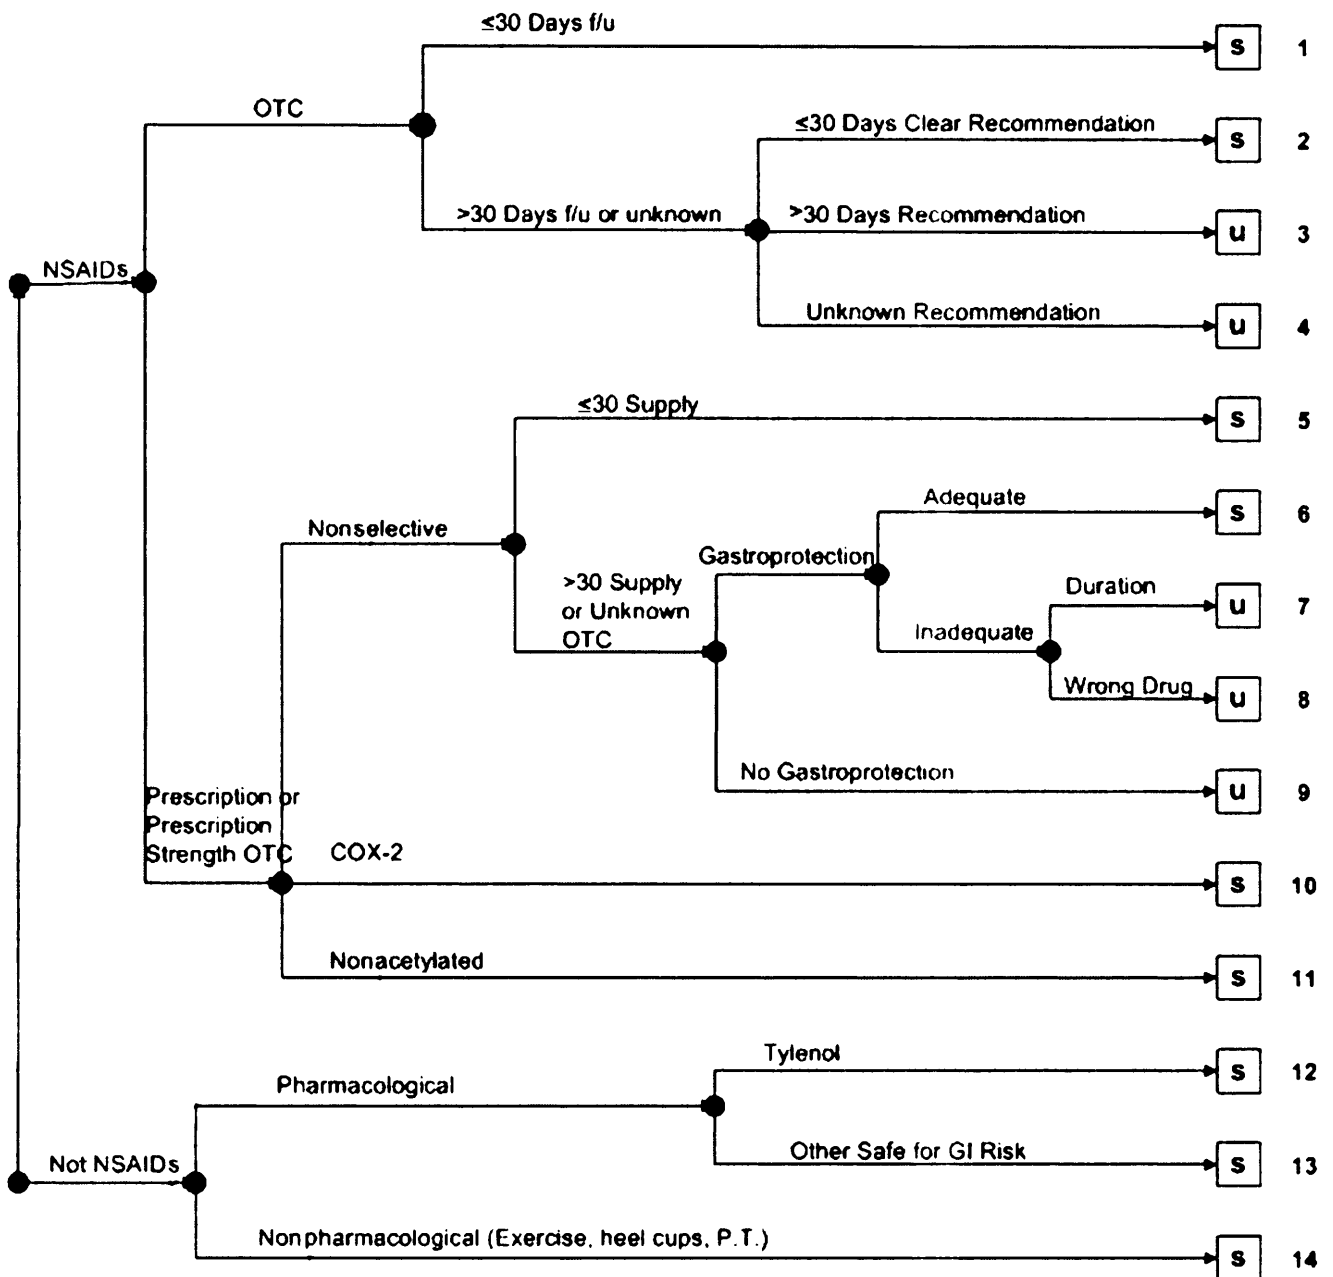 ≤30 Days f/u
S 1
OTC
≤30 Days Clear Recommendation
S 2
>30 Days f/u or unknown
>30 Days Recommendation
U 3
NSAIDs
Unknown Recommendation
U 4
≤30 Supply
S 5
Adequate
S 6
Nonselective
Gastroprotection
>30 Supply
or Unknown
OTC
Duration
U 7
Inadequate
Wrong Drug
U 8
No Gastroprotection
U 9
Prescription or
Prescription
Strength OTC
COX-2
S 10
Nonacetylated
S 11
Tylenol
S 12
Pharmacological
Not NSAIDs
Other Safe for GI Risk
S 13
Nonpharmacological (Exercise, heel cups, P.T.)
S 14